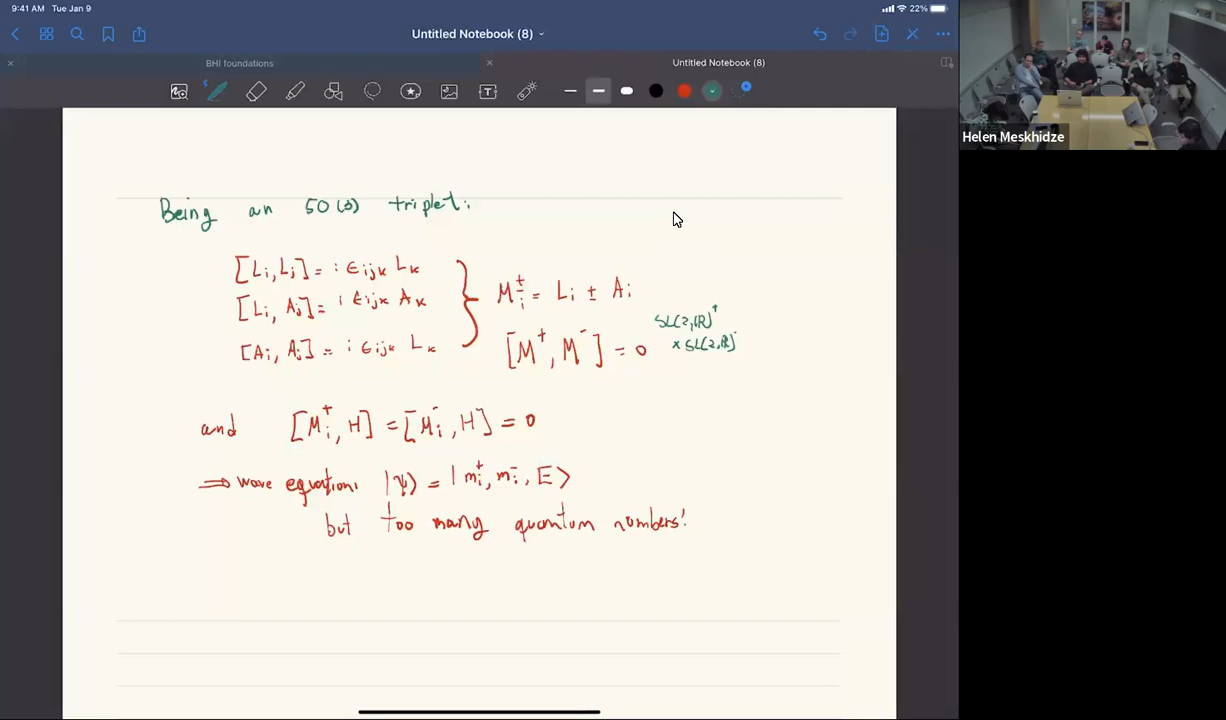 9:41 AM Tue Jan 9
22%
Untitled Notebook (8)
BHI foundations
Untitled Notebook (8)
Helen Meskhidze
Being an SO(3) triplet:
[Li, Lj] = i ϵijk Lk
[Li, Aj] = i ϵijk Ak
[Ai, Aj] = i ϵijk Lk
M±i = Li ± Ai
[M⁺, M⁻] = 0
SL(2,ℝ)⁺
× SL(2,ℝ)⁻
and [M⁺i, H] = [M⁻i, H] = 0
⇒ wave equation: |Ψ⟩ = |m⁺i, m⁻i, E⟩
but too many quantum numbers!